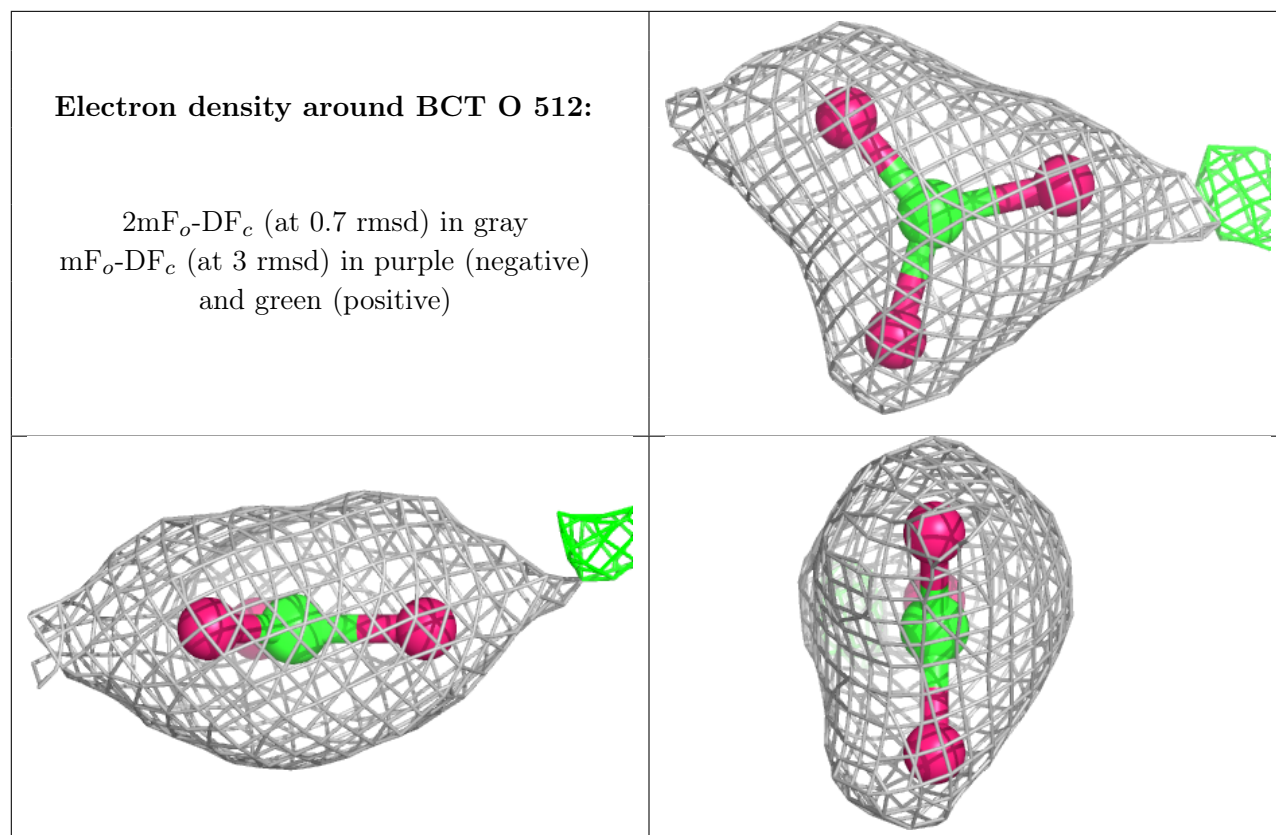 Electron density around BCT O 512:
2mFo-DFc (at 0.7 rmsd) in gray
mFo-DFc (at 3 rmsd) in purple (negative)
and green (positive)